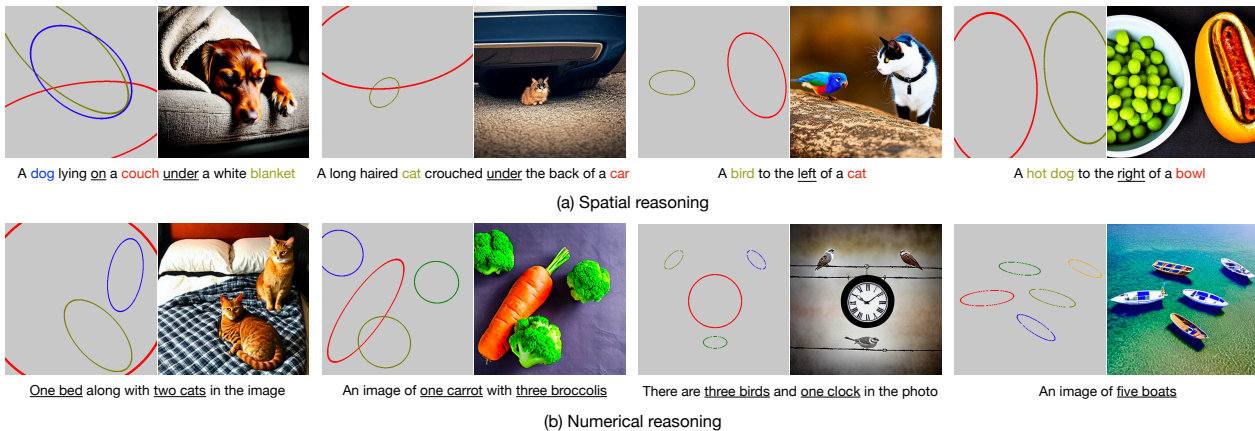 A dog lying on a couch under a white blanket
A long haired cat crouched under the back of a car
A bird to the left of a cat
A hot dog to the right of a bowl
(a) Spatial reasoning
One bed along with two cats in the image
An image of one carrot with three broccolis
There are three birds and one clock in the photo
An image of five boats
(b) Numerical reasoning